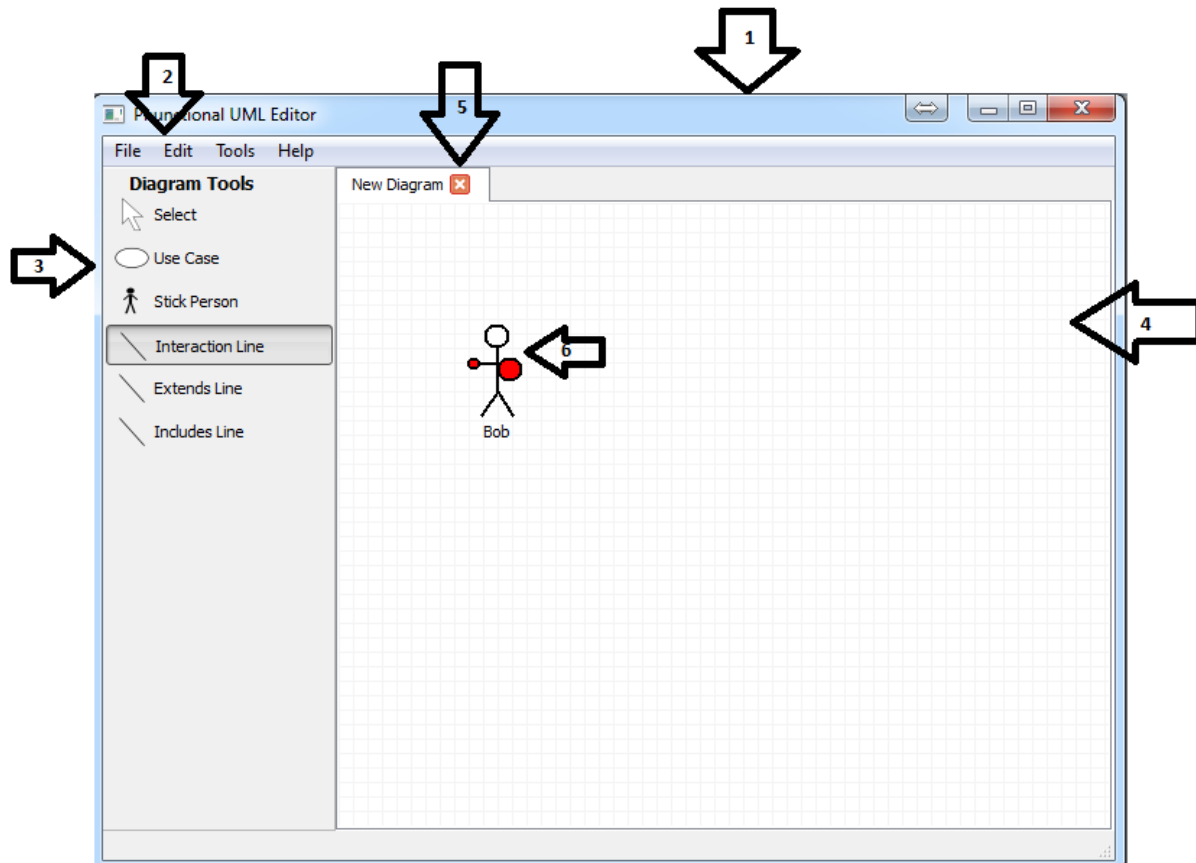 1
2
5
Phunctional UML Editor
File Edit Tools Help
Diagram Tools
New Diagram
Select
3
Use Case
Stick Person
4
Interaction Line
6
Extends Line
Includes Line
Bob